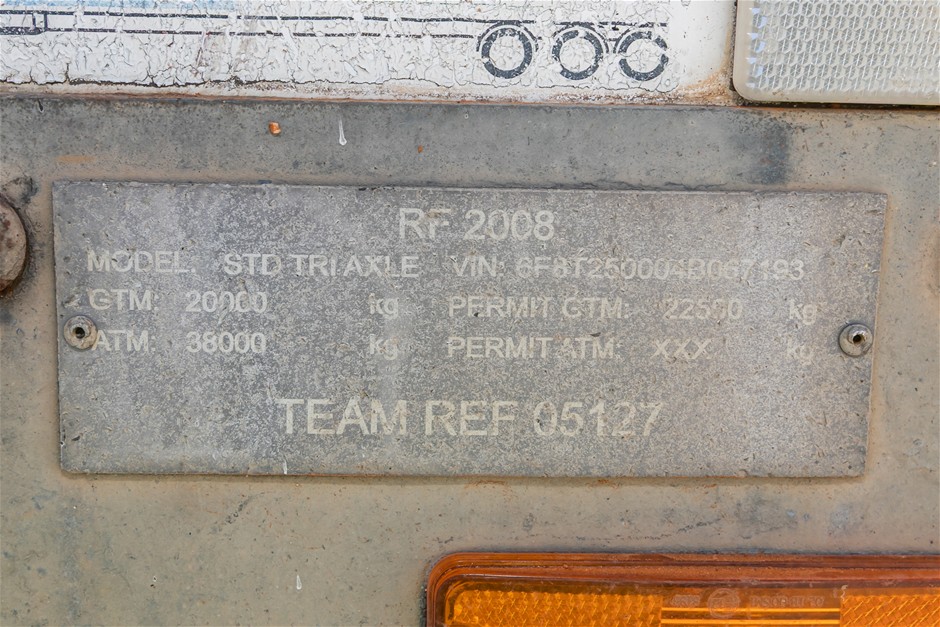 RF 2008
MODEL: STD TRI AXLE VIN: 6F8T250004B067193
GTM: 20000 kg PERMIT GTM: 22500 kg
ATM: 38000 kg PERMIT ATM: XXX kg
TEAM REF 05127